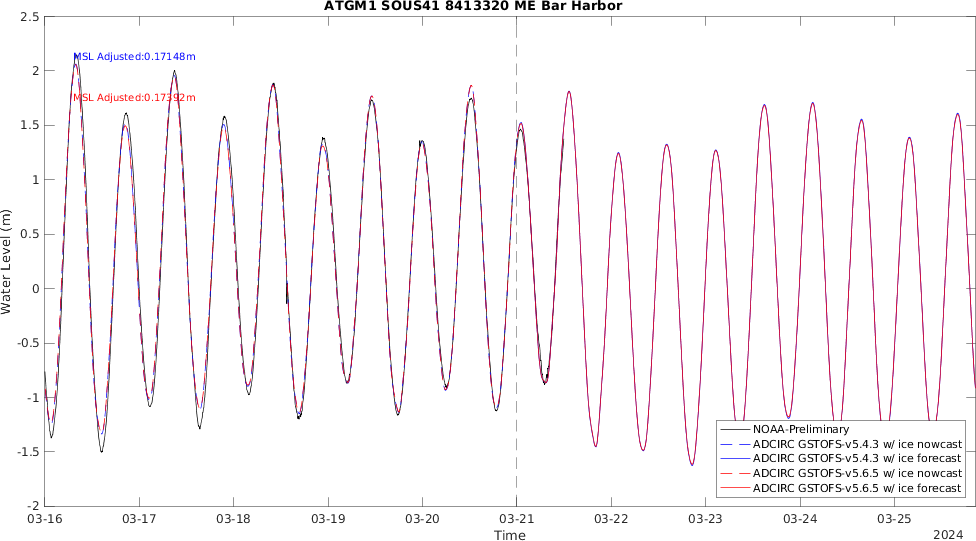 ATGM1 SOUS41 8413320 ME Bar Harbor
2.5
2
1.5
1
0.5
0
-0.5
-1
-1.5
-2
Water Level (m)
MSL Adjusted:0.17148m
MSL Adjusted:0.17392m
NOAA-Preliminary
ADCIRC GSTOFS-v5.4.3 w/ ice nowcast
ADCIRC GSTOFS-v5.4.3 w/ ice forecast
ADCIRC GSTOFS-v5.6.5 w/ ice nowcast
ADCIRC GSTOFS-v5.6.5 w/ ice forecast
03-16 03-17 03-18 03-19 03-20 03-21 03-22 03-23 03-24 03-25
Time
2024